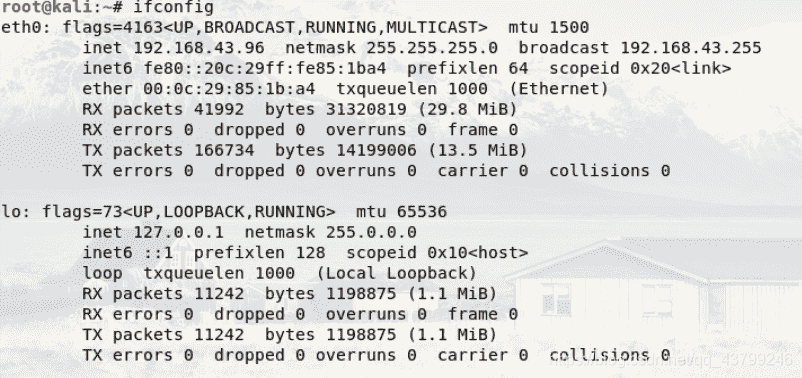 root@kali:~# ifconfig
eth0: flags=4163<UP,BROADCAST,RUNNING,MULTICAST>  mtu 1500
        inet 192.168.43.96  netmask 255.255.255.0  broadcast 192.168.43.255
        inet6 fe80::20c:29ff:fe85:1ba4  prefixlen 64  scopeid 0x20<link>
        ether 00:0c:29:85:1b:a4  txqueuelen 1000  (Ethernet)
        RX packets 41992  bytes 31320819 (29.8 MiB)
        RX errors 0  dropped 0  overruns 0  frame 0
        TX packets 166734  bytes 14199006 (13.5 MiB)
        TX errors 0  dropped 0 overruns 0  carrier 0  collisions 0

lo: flags=73<UP,LOOPBACK,RUNNING>  mtu 65536
        inet 127.0.0.1  netmask 255.0.0.0
        inet6 ::1  prefixlen 128  scopeid 0x10<host>
        loop  txqueuelen 1000  (Local Loopback)
        RX packets 11242  bytes 1198875 (1.1 MiB)
        RX errors 0  dropped 0  overruns 0  frame 0
        TX packets 11242  bytes 1198875 (1.1 MiB)
        TX errors 0  dropped 0 overruns 0  carrier 0  collisions 0